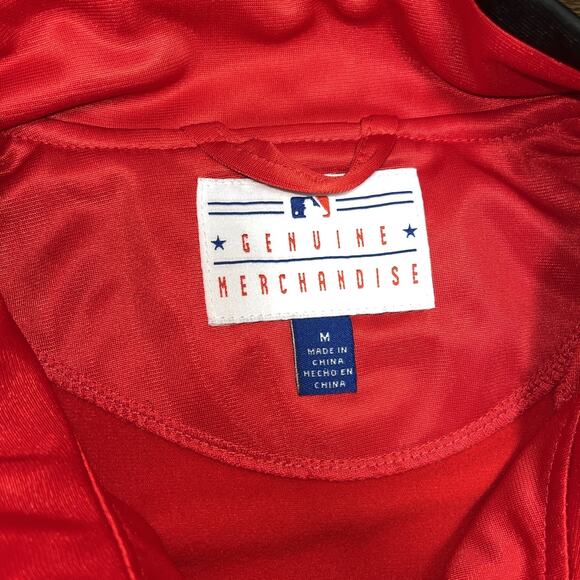 GENUINE
MERCHANDISE
M
MADE IN
CHINA
HECHO EN
CHINA